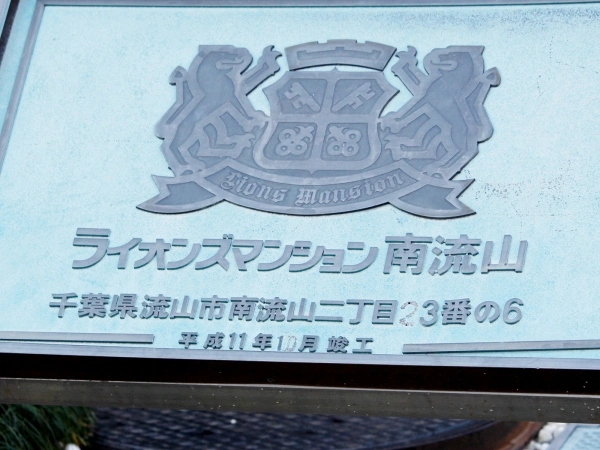 Lions Mansion
ライオンズマンション南流山
千葉県流山市南流山二丁目23番の6
平成11年10月竣工